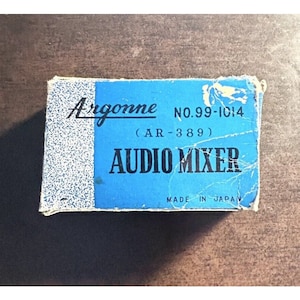 Argonne NO.99-1014
(AR-389)
AUDIO MIXER
MADE IN JAPAN